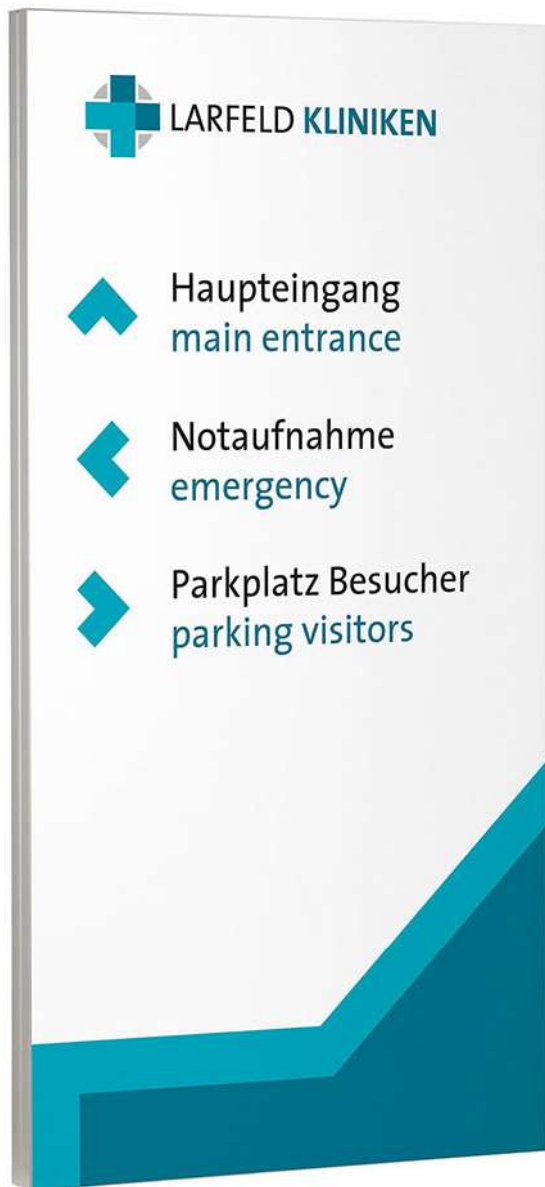 LARFELD KLINIKEN
Haupteingang
main entrance
Notaufnahme
emergency
Parkplatz Besucher
parking visitors